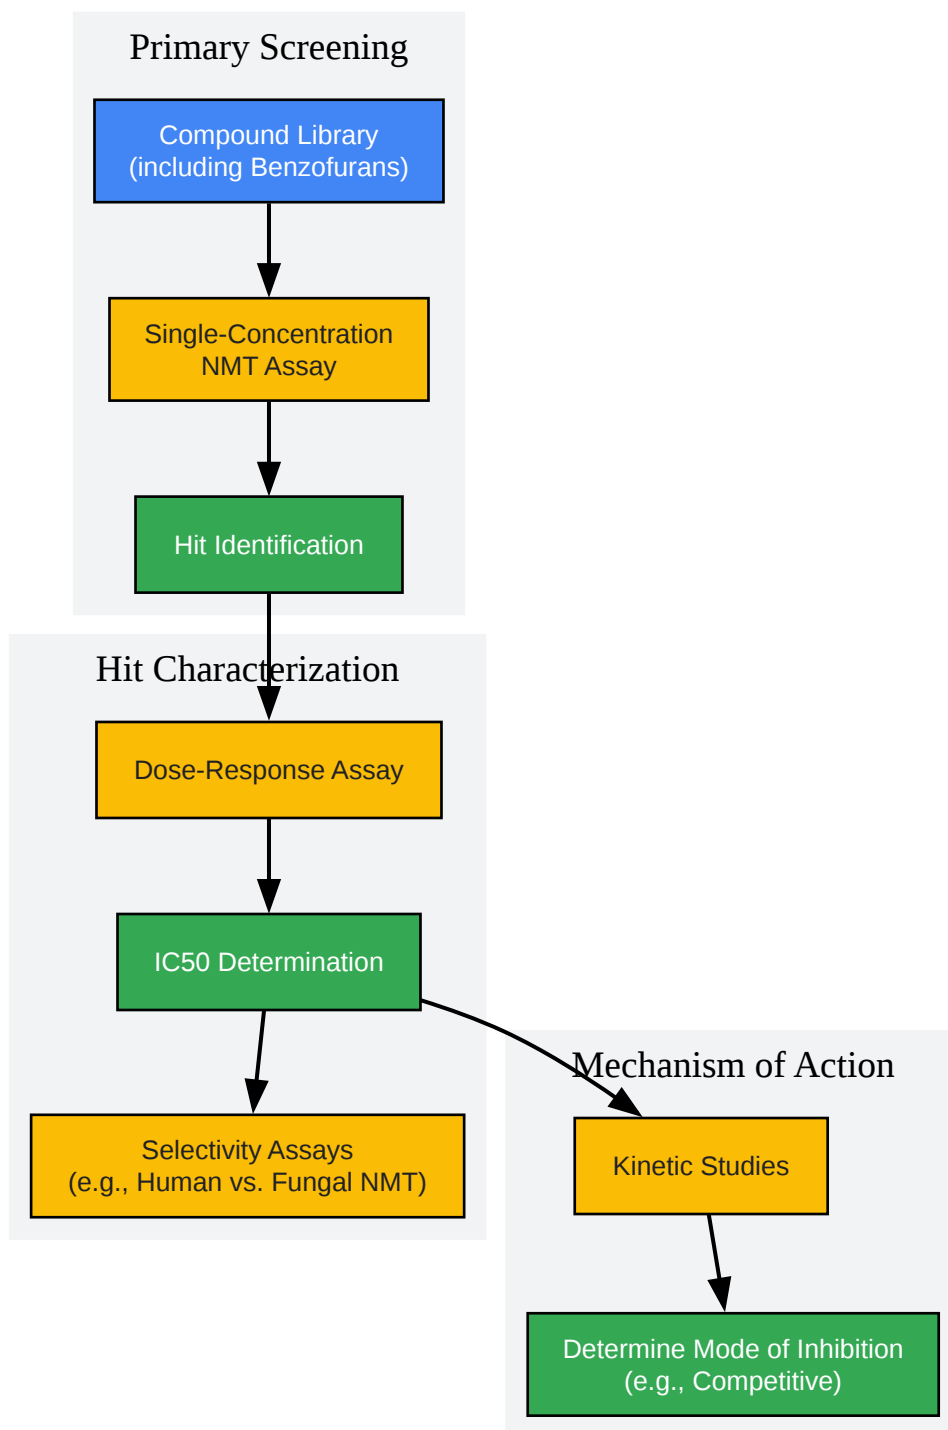 Primary Screening
Compound Library
(including Benzofurans)
Single-Concentration
NMT Assay
Hit Identification
Hit Characterization
Dose-Response Assay
IC50 Determination
Selectivity Assays
(e.g., Human vs. Fungal NMT)
Mechanism of Action
Kinetic Studies
Determine Mode of Inhibition
(e.g., Competitive)